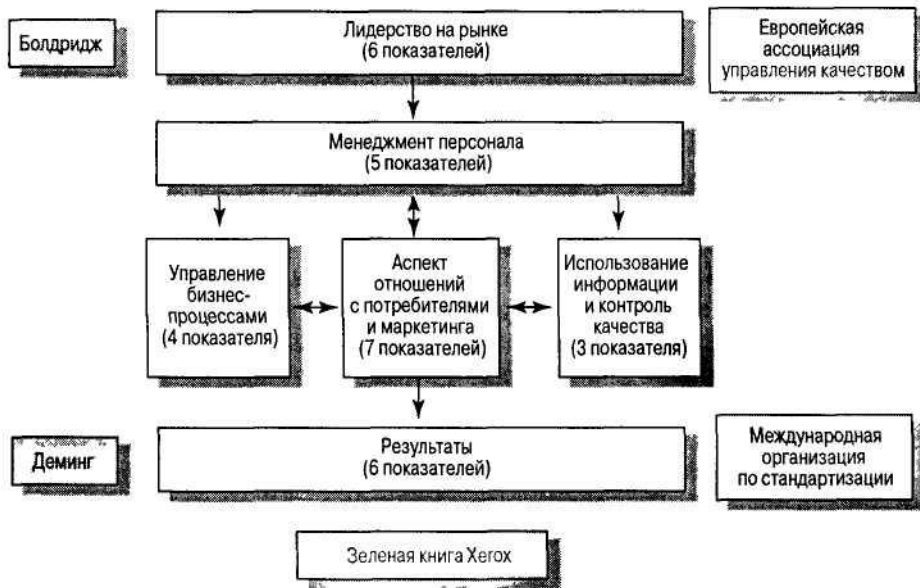 Болдридж
Лидерство на рынке
(6 показателей)
Европейская
ассоциация
управления качеством
Менеджмент персонала
(5 показателей)
Управление
бизнес-
процессами
(4 показателя)
Аспект
отношений
с потребителями
и маркетинга
(7 показателей)
Использование
информации
и контроль
качества
(3 показателя)
Деминг
Результаты
(6 показателей)
Международная
организация
по стандартизации
Зеленая книга Xerox